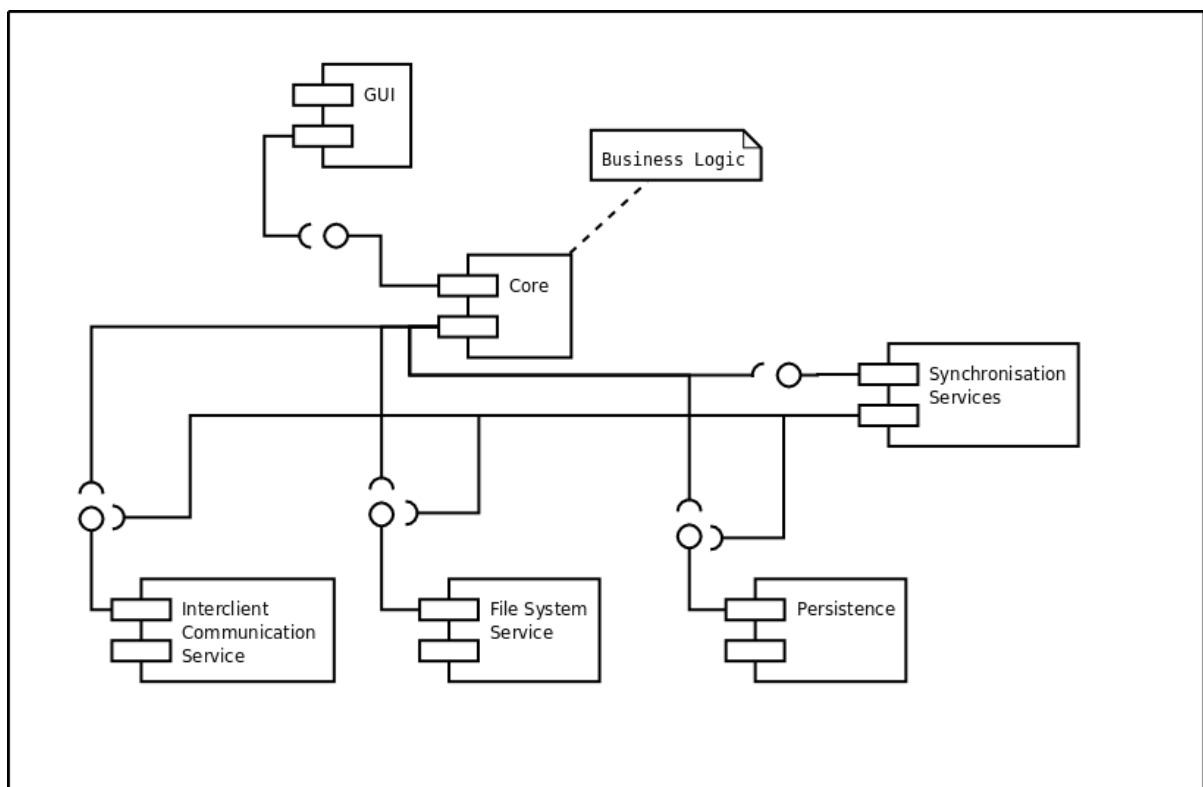 GUI
Business Logic
Core
Synchronisation
Services
Interclient
Communication
Service
File System
Service
Persistence